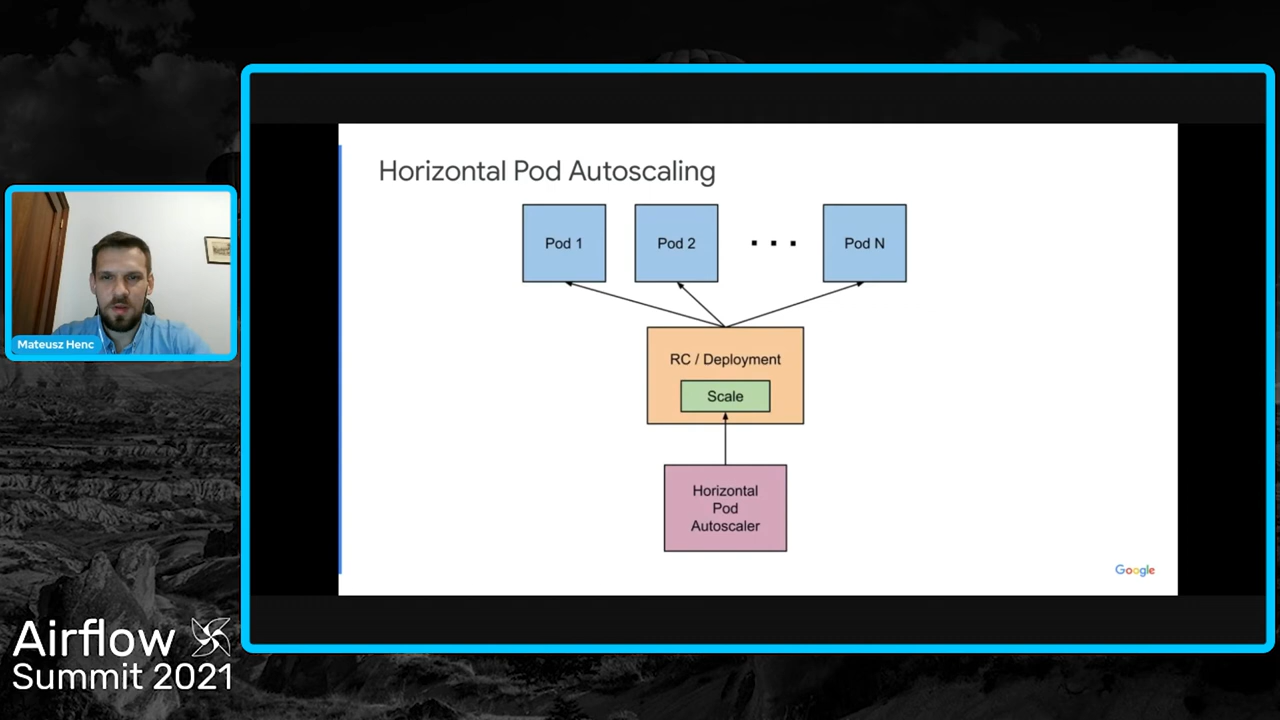 Horizontal Pod Autoscaling
Pod 1
Pod 2
. . .
Pod N
RC / Deployment
Scale
Horizontal
Pod
Autoscaler
Google
Mateusz Henc
Airflow
Summit 2021